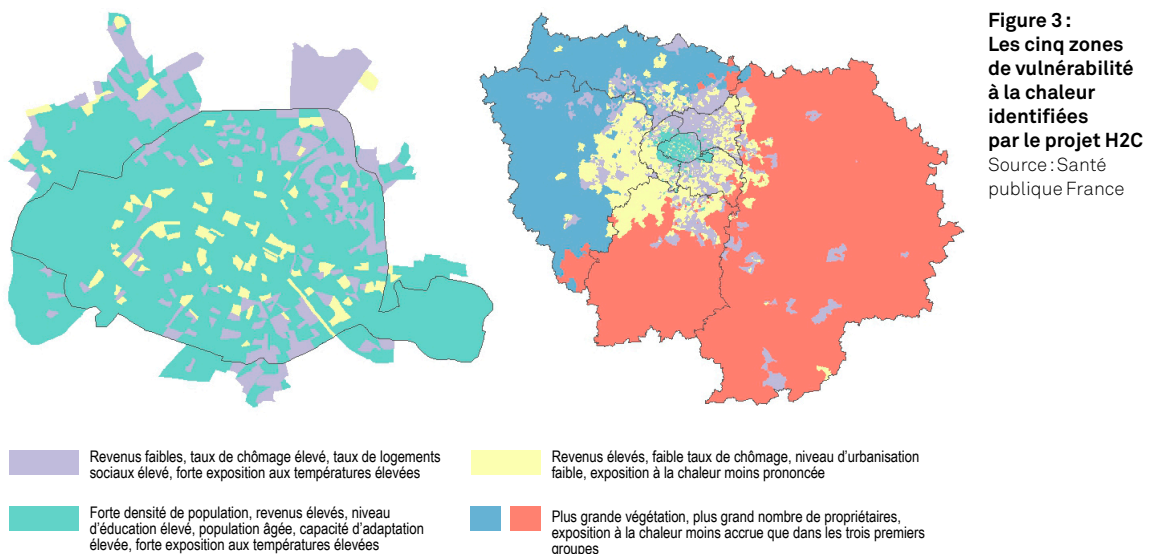 Figure 3 :
Les cinq zones
de vulnérabilité
à la chaleur
identifiées
par le projet H2C
Source : Santé
publique France
Revenus faibles, taux de chômage élevé, taux de logements
sociaux élevé, forte exposition aux températures élevées
Revenus élevés, faible taux de chômage, niveau d'urbanisation
faible, exposition à la chaleur moins prononcée
Forte densité de population, revenus élevés, niveau
d'éducation élevé, population âgée, capacité d'adaptation
élevée, forte exposition aux températures élevées
Plus grande végétation, plus grand nombre de propriétaires,
exposition à la chaleur moins accrue que dans les trois premiers
groupes